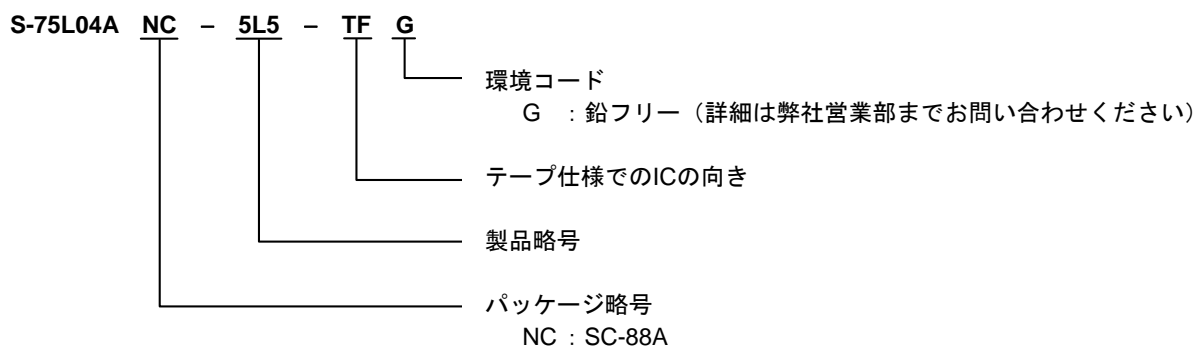 S-75L04A NC － 5L5 － TF G
環境コード
G ：鉛フリー（詳細は弊社営業部までお問い合わせください）
テープ仕様でのICの向き
製品略号
パッケージ略号
NC：SC-88A